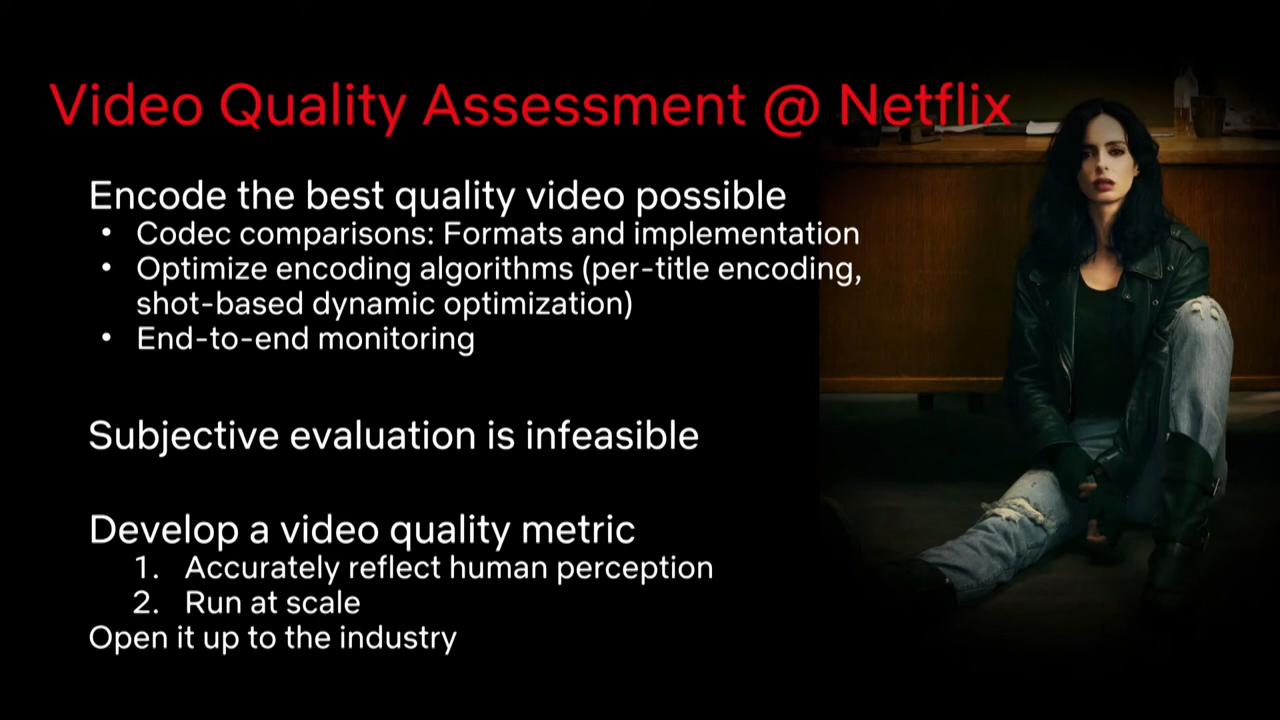 Video Quality Assessment @ Netflix
Encode the best quality video possible
• Codec comparisons: Formats and implementation
• Optimize encoding algorithms (per-title encoding,
shot-based dynamic optimization)
• End-to-end monitoring
Subjective evaluation is infeasible
Develop a video quality metric
1. Accurately reflect human perception
2. Run at scale
Open it up to the industry